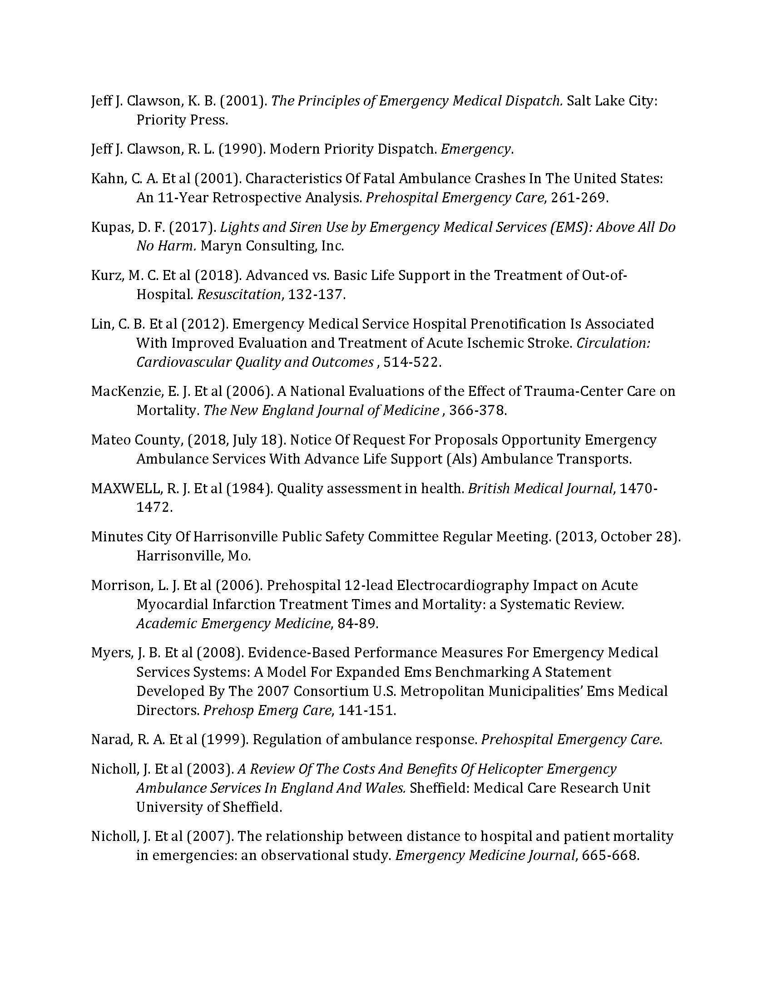 Jeff J. Clawson, K. B. (2001). The Principles of Emergency Medical Dispatch. Salt Lake City:
Priority Press.
Jeff J. Clawson, R. L. (1990). Modern Priority Dispatch. Emergency.
Kahn, C. A. Et al (2001). Characteristics Of Fatal Ambulance Crashes In The United States:
An 11-Year Retrospective Analysis. Prehospital Emergency Care, 261-269.
Kupas, D. F. (2017). Lights and Siren Use by Emergency Medical Services (EMS): Above All Do
No Harm. Maryn Consulting, Inc.
Kurz, M. C. Et al (2018). Advanced vs. Basic Life Support in the Treatment of Out-of-
Hospital. Resuscitation, 132-137.
Lin, C. B. Et al (2012). Emergency Medical Service Hospital Prenotification Is Associated
With Improved Evaluation and Treatment of Acute Ischemic Stroke. Circulation:
Cardiovascular Quality and Outcomes , 514-522.
MacKenzie, E. J. Et al (2006). A National Evaluations of the Effect of Trauma-Center Care on
Mortality. The New England Journal of Medicine , 366-378.
Mateo County, (2018, July 18). Notice Of Request For Proposals Opportunity Emergency
Ambulance Services With Advance Life Support (Als) Ambulance Transports.
MAXWELL, R. J. Et al (1984). Quality assessment in health. British Medical Journal, 1470-
1472.
Minutes City Of Harrisonville Public Safety Committee Regular Meeting. (2013, October 28).
Harrisonville, Mo.
Morrison, L. J. Et al (2006). Prehospital 12-lead Electrocardiography Impact on Acute
Myocardial Infarction Treatment Times and Mortality: a Systematic Review.
Academic Emergency Medicine, 84-89.
Myers, J. B. Et al (2008). Evidence-Based Performance Measures For Emergency Medical
Services Systems: A Model For Expanded Ems Benchmarking A Statement
Developed By The 2007 Consortium U.S. Metropolitan Municipalities’ Ems Medical
Directors. Prehosp Emerg Care, 141-151.
Narad, R. A. Et al (1999). Regulation of ambulance response. Prehospital Emergency Care.
Nicholl, J. Et al (2003). A Review Of The Costs And Benefits Of Helicopter Emergency
Ambulance Services In England And Wales. Sheffield: Medical Care Research Unit
University of Sheffield.
Nicholl, J. Et al (2007). The relationship between distance to hospital and patient mortality
in emergencies: an observational study. Emergency Medicine Journal, 665-668.